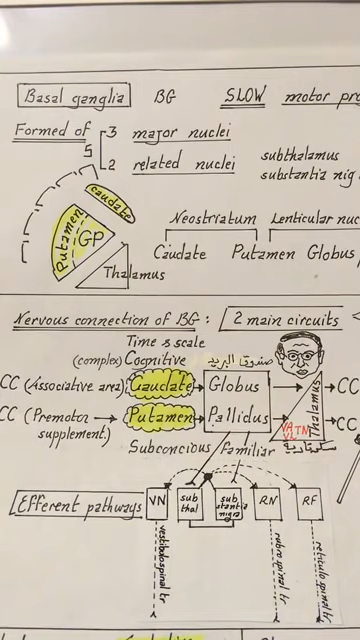 Basal ganglia BG SLOW motor pro
Formed of 3 major nuclei
5
2 related nuclei subthalamus
substantia nig
caudate
Putamen
GP
Thalamus
Neostriatum Lenticular nuc
Caudate Putamen Globus
Nervous connection of BG: 2 main circuits
Time & scale
(complex) Cognitive صندوق البريد
CC (Associative area) Caudate Globus CC
CC (Premotor Putamen Pallidus CC
supplement)
Thalamus
VA TN
VL
سكرتارية
Subconcious familiar
Efferent pathways VN sub thal substantia nigra RN RF
vestibulospinal tr
rubrospinal tr
reticulospinal tr